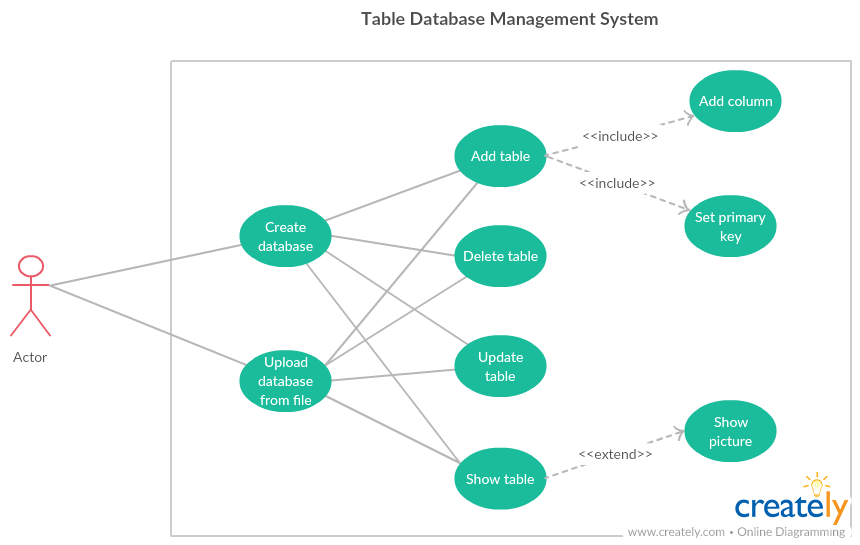 Table Database Management System
Add column
<<include>>
Add table
<<include>>
Set primary
key
Create
database
Delete table
Actor
Upload
database
from file
Update
table
Show
picture
<<extend>>
Show table
creately
www.creately.com • Online Diagramming